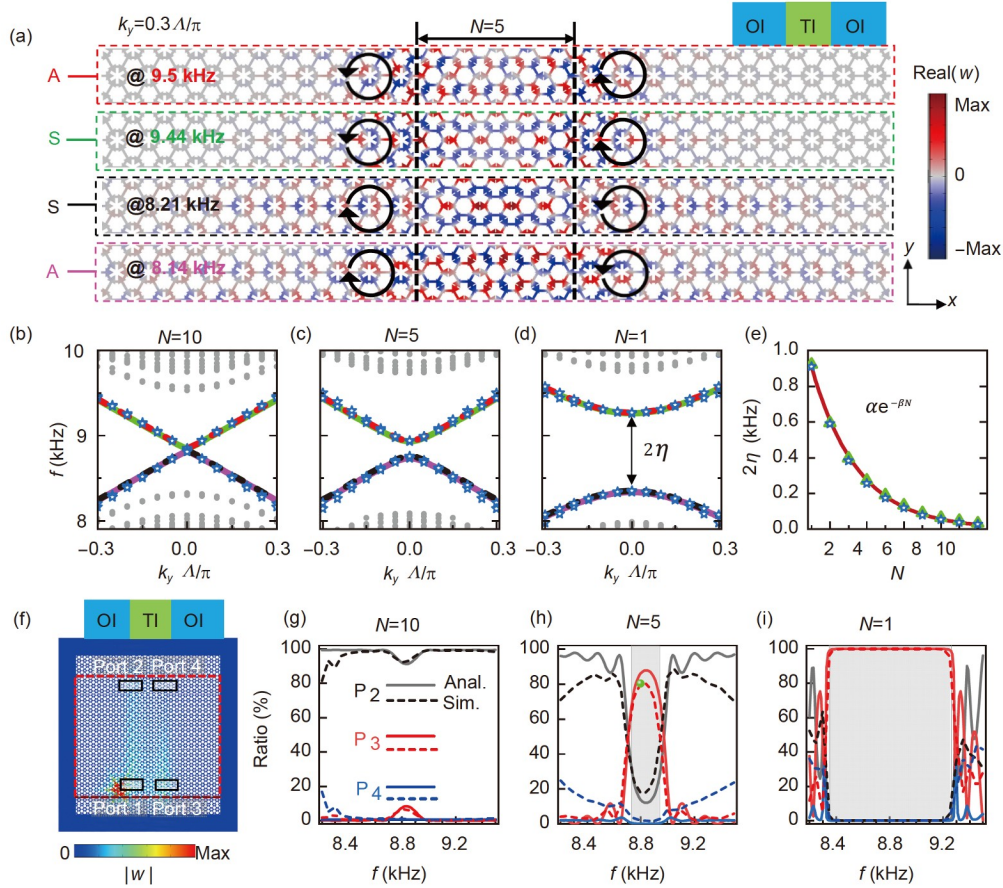 (a)
k_y=0.3 Λ/π
N=5
OI TI OI
A @ 9.5 kHz
S @ 9.44 kHz
S @8.21 kHz
A @ 8.14 kHz
Real(w)
Max
0
−Max
y
x
(b) N=10
(c) N=5
(d) N=1
(e)
f (kHz)
10
9
8
−0.3 0.0 0.3
k_y Λ/π
−0.3 0.0 0.3
k_y Λ/π
2η
−0.3 0.0 0.3
k_y Λ/π
2η (kHz)
1.0
0.8
0.6
0.4
0.2
0.0
αe^{−βN}
2 4 6 8 10
N
(f)
OI TI OI
Port 2 Port 4
Port 1 Port 3
0 Max
|w|
(g) N=10
(h) N=5
(i) N=1
Ratio (%)
100
80
60
40
20
0
P₂ Anal.
Sim.
P₃
P₄
8.4 8.8 9.2
f (kHz)
100
80
60
40
20
0
8.4 8.8 9.2
f (kHz)
100
80
60
40
20
0
8.4 8.8 9.2
f (kHz)